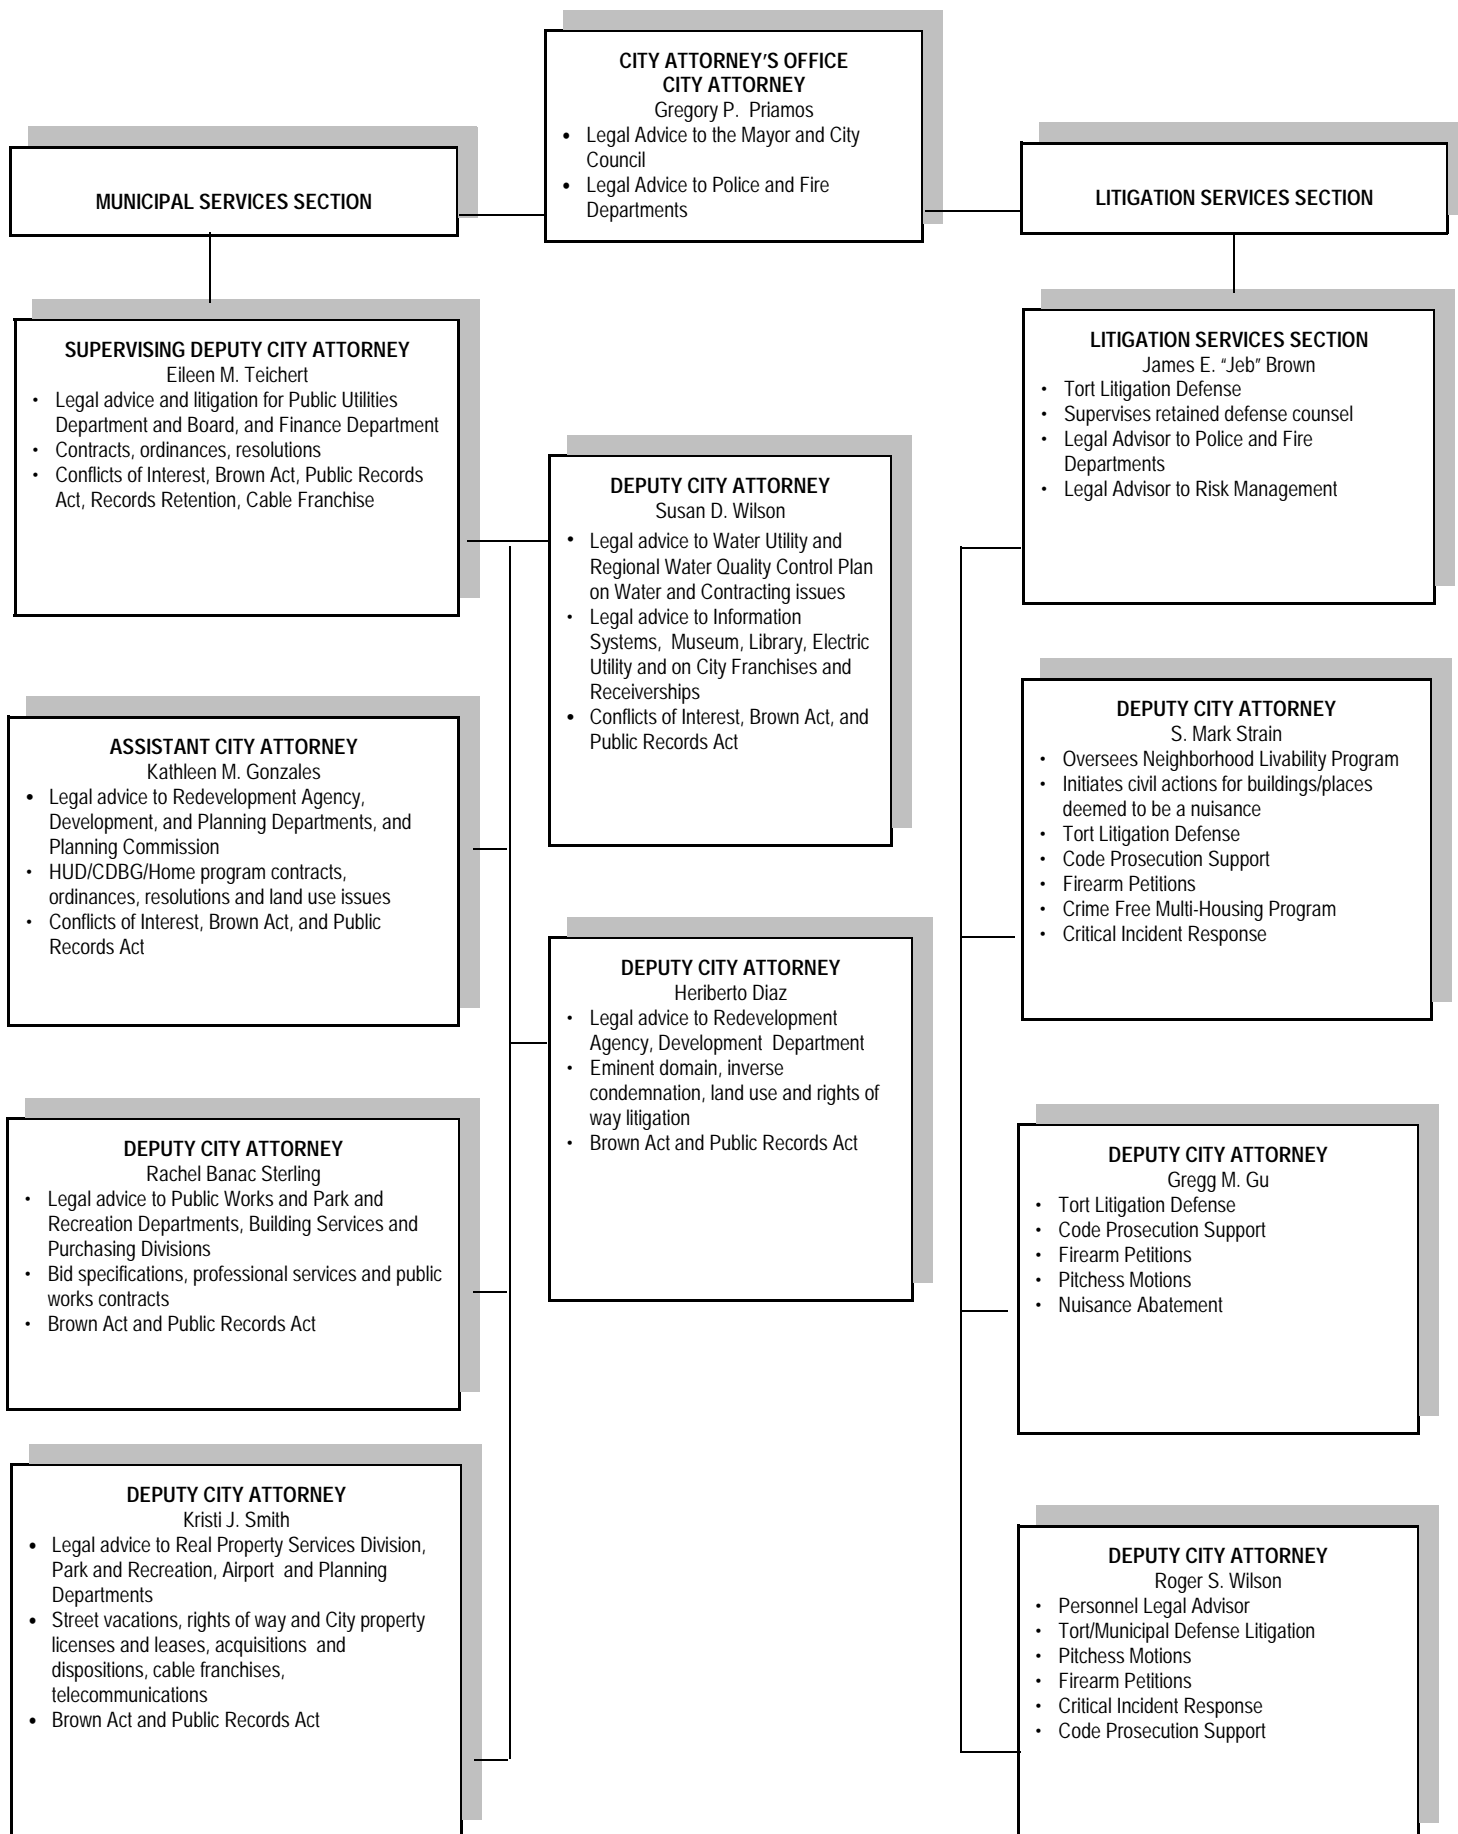 CITY ATTORNEY'S OFFICE
CITY ATTORNEY
Gregory P.  Priamos
• Legal Advice to the Mayor and City
Council
• Legal Advice to Police and Fire
Departments
MUNICIPAL SERVICES SECTION
LITIGATION SERVICES SECTION
SUPERVISING DEPUTY CITY ATTORNEY
Eileen M. Teichert
• Legal advice and litigation for Public Utilities
Department and Board, and Finance Department
• Contracts, ordinances, resolutions
• Conflicts of Interest, Brown Act, Public Records
Act, Records Retention, Cable Franchise
ASSISTANT CITY ATTORNEY
Kathleen M. Gonzales
• Legal advice to Redevelopment Agency,
Development, and Planning Departments, and
Planning Commission
• HUD/CDBG/Home program contracts,
ordinances, resolutions and land use issues
• Conflicts of Interest, Brown Act, and Public
Records Act
DEPUTY CITY ATTORNEY
Rachel Banac Sterling
• Legal advice to Public Works and Park and
Recreation Departments, Building Services and
Purchasing Divisions
• Bid specifications, professional services and public
works contracts
• Brown Act and Public Records Act
DEPUTY CITY ATTORNEY
Kristi J. Smith
• Legal advice to Real Property Services Division,
Park and Recreation, Airport  and Planning
Departments
• Street vacations, rights of way and City property
licenses and leases, acquisitions  and
dispositions, cable franchises,
telecommunications
• Brown Act and Public Records Act
DEPUTY CITY ATTORNEY
Susan D. Wilson
• Legal advice to Water Utility and
Regional Water Quality Control Plan
on Water and Contracting issues
• Legal advice to Information
Systems,  Museum, Library, Electric
Utility and on City Franchises and
Receiverships
• Conflicts of Interest, Brown Act, and
Public Records Act
DEPUTY CITY ATTORNEY
Heriberto Diaz
• Legal advice to Redevelopment
Agency, Development  Department
• Eminent domain, inverse
condemnation, land use and rights of
way litigation
• Brown Act and Public Records Act
LITIGATION SERVICES SECTION
James E. "Jeb" Brown
• Tort Litigation Defense
• Supervises retained defense counsel
• Legal Advisor to Police and Fire
Departments
• Legal Advisor to Risk Management
DEPUTY CITY ATTORNEY
S. Mark Strain
• Oversees Neighborhood Livability Program
• Initiates civil actions for buildings/places
deemed to be a nuisance
• Tort Litigation Defense
• Code Prosecution Support
• Firearm Petitions
• Crime Free Multi-Housing Program
• Critical Incident Response
DEPUTY CITY ATTORNEY
Gregg M. Gu
• Tort Litigation Defense
• Code Prosecution Support
• Firearm Petitions
• Pitchess Motions
• Nuisance Abatement
DEPUTY CITY ATTORNEY
Roger S. Wilson
• Personnel Legal Advisor
• Tort/Municipal Defense Litigation
• Pitchess Motions
• Firearm Petitions
• Critical Incident Response
• Code Prosecution Support